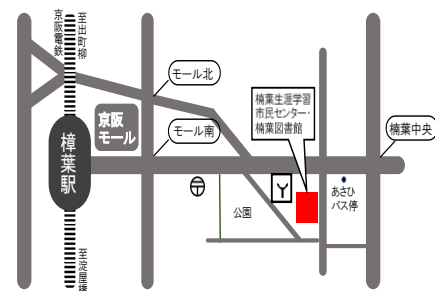 京阪電鉄
至出町柳
モール北
京阪
モール
楠葉生涯学習
市民センター・
楠葉図書館
モール南
楠葉中央
樟葉駅
あさひ
バス停
公園
至淀屋橋